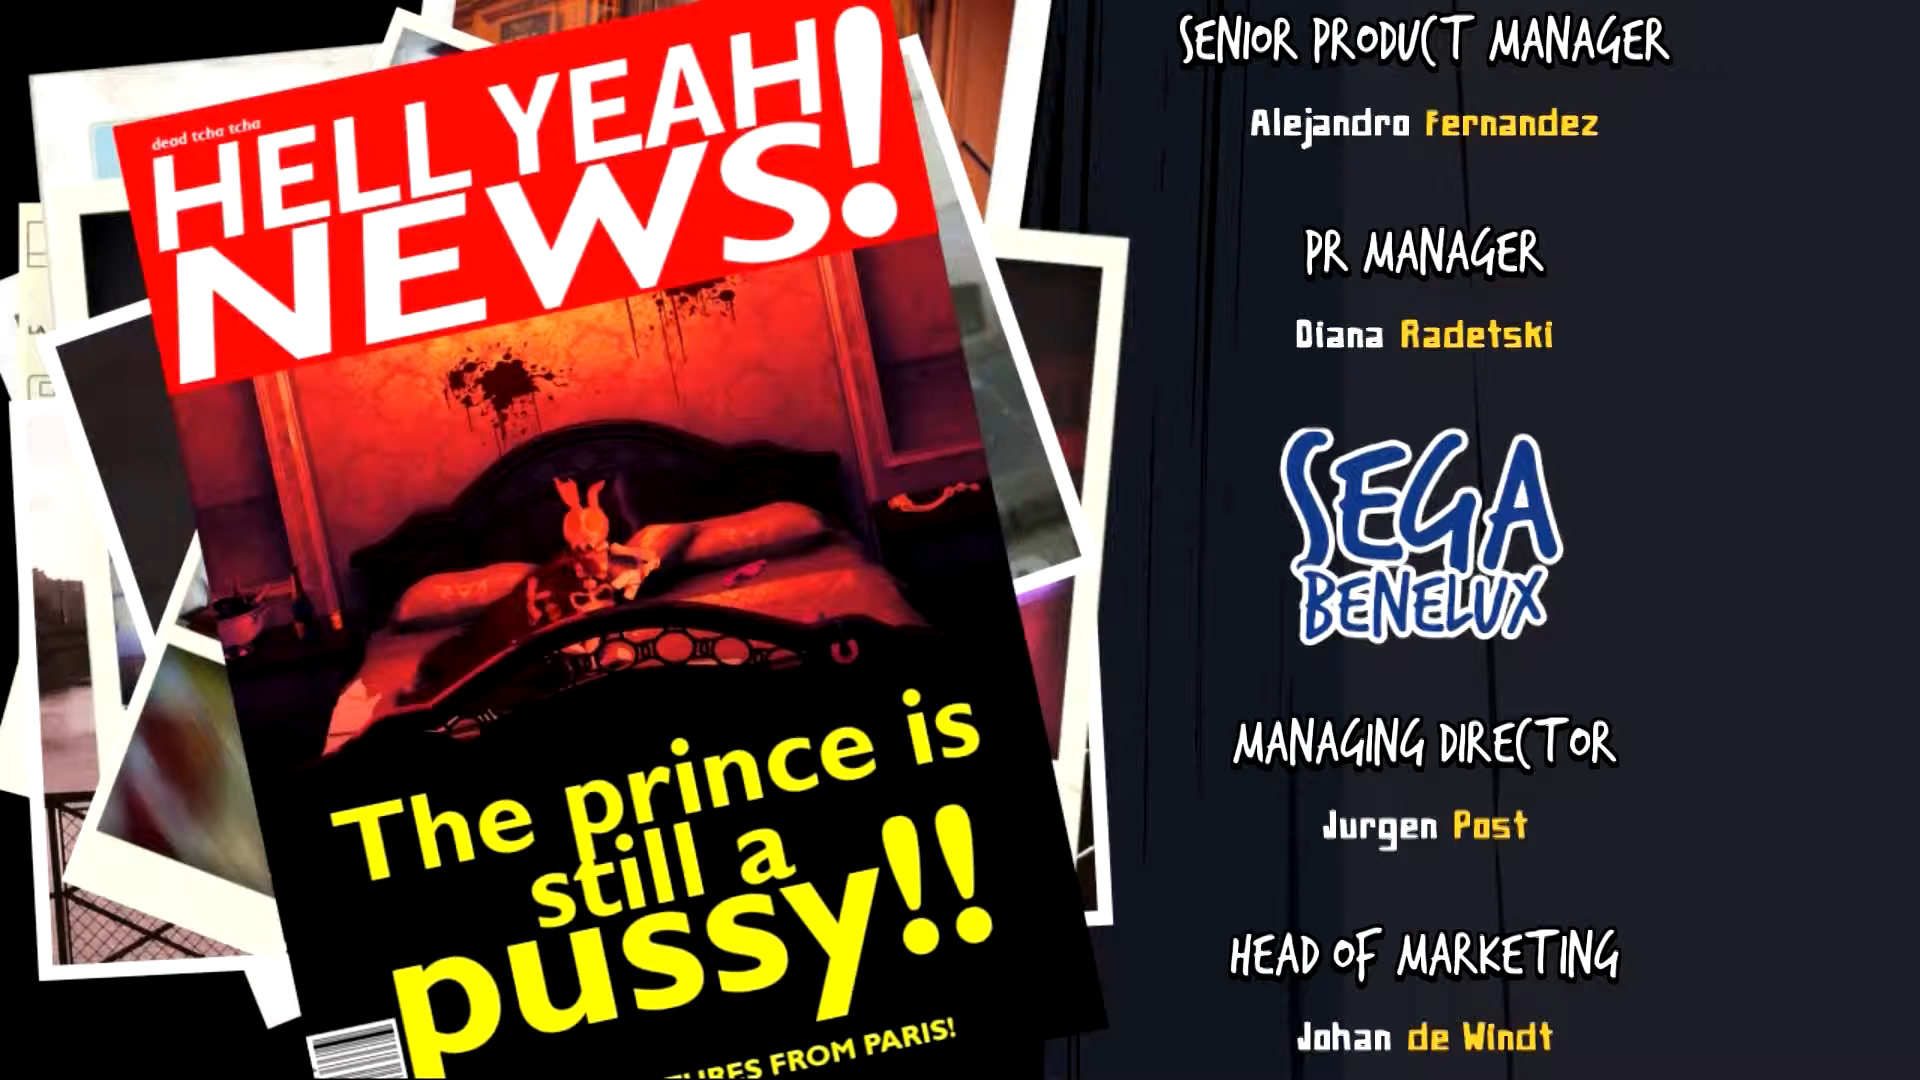 dead tcha tcha
HELL YEAH!
NEWS!
The prince is
still a
pussy!!
FROM PARIS!
LA
SENIOR PRODUCT MANAGER
Alejandro Fernandez
PR MANAGER
Diana Radetski
SEGA
BENELUX
MANAGING DIRECTOR
Jurgen Post
HEAD OF MARKETING
Johan de Windt